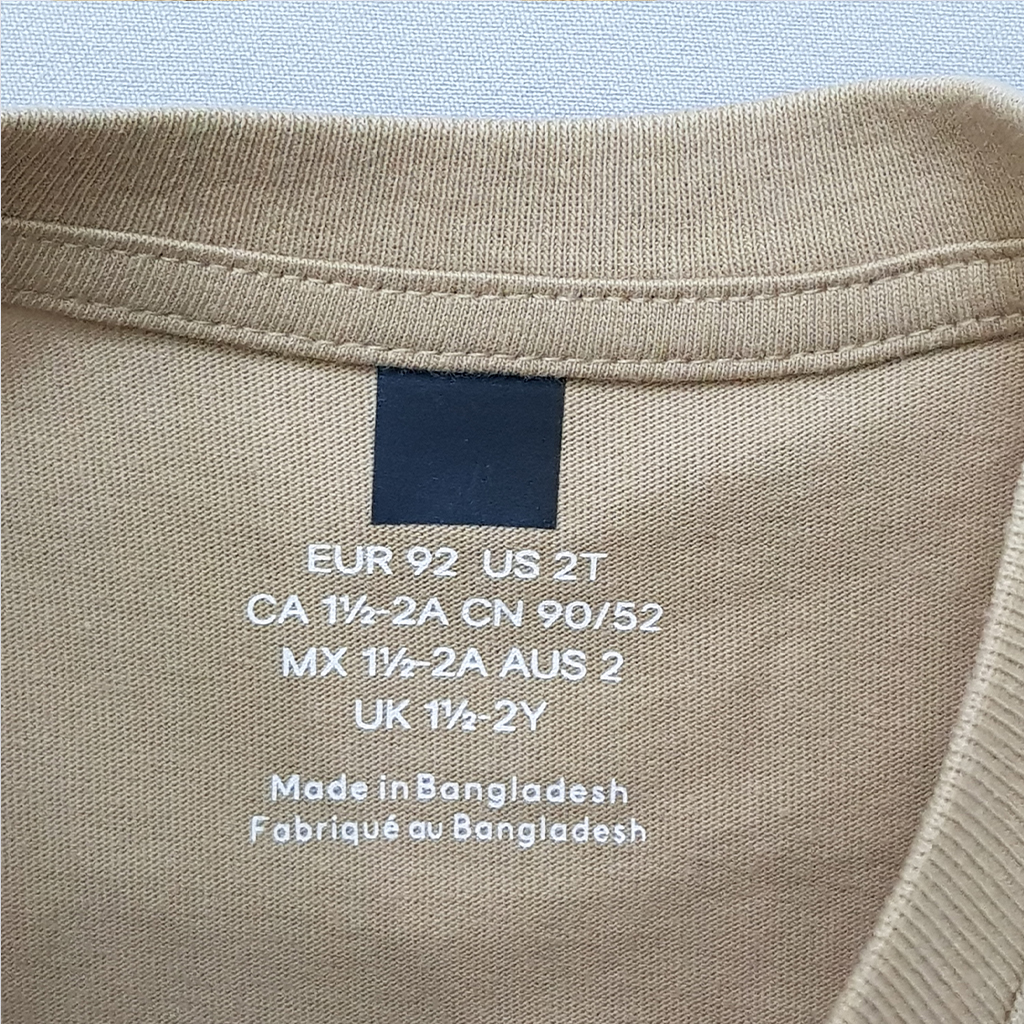 EUR 92 US 2T
CA 1½-2A CN 90/52
MX 1½-2A AUS 2
UK 1½-2Y
Made in Bangladesh
Fabriqué au Bangladesh